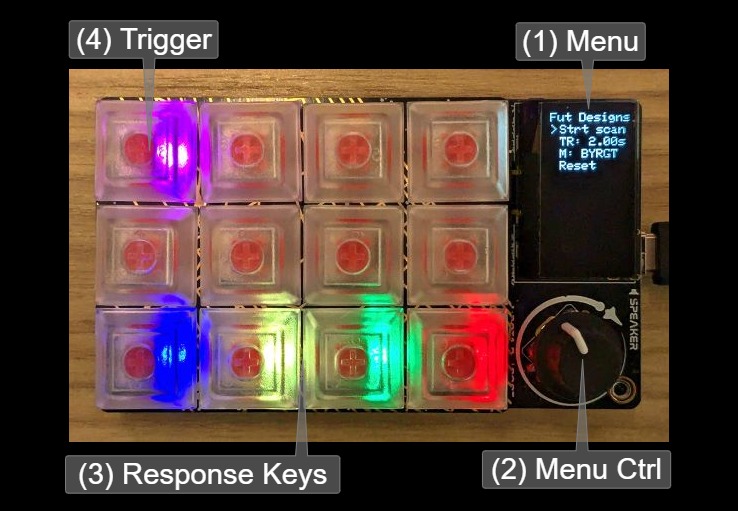 (4) Trigger
(1) Menu
Fut Designs
>Strt scan
TR: 2.00s
M: BYRGT
Reset
SPEAKER
(3) Response Keys
(2) Menu Ctrl